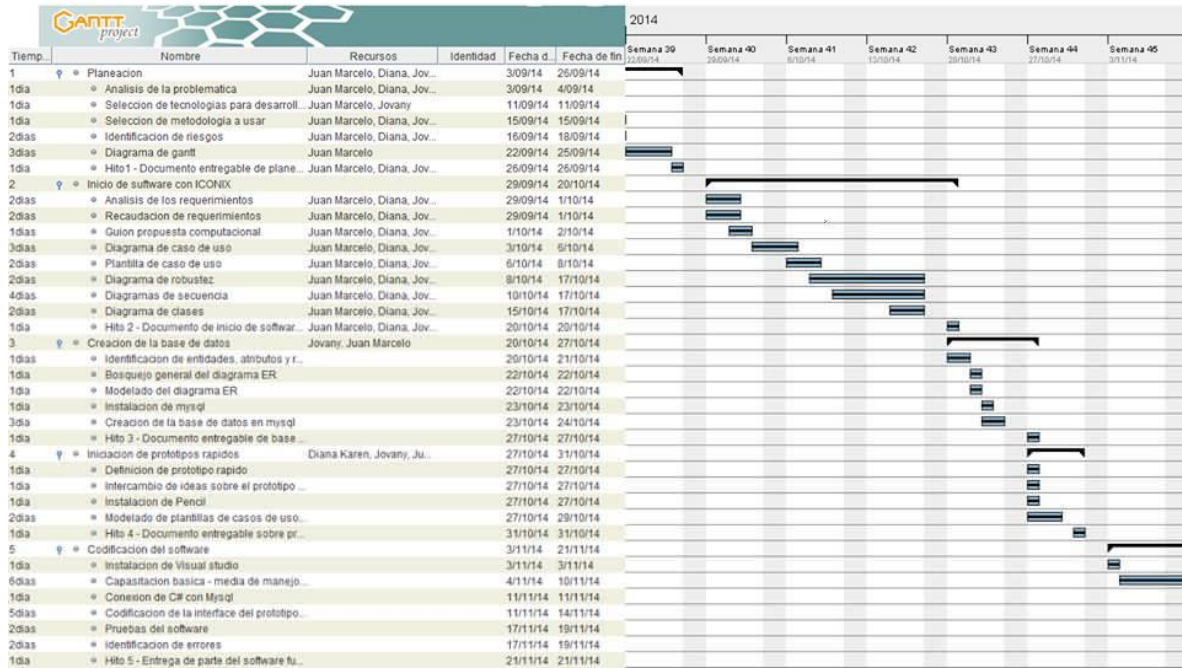 GANTT project
2014
Semana 39 Semana 40 Semana 41 Semana 42 Semana 43 Semana 44 Semana 45
22/09/14 29/09/14 6/10/14 13/10/14 20/10/14 27/10/14 3/11/14
Tiemp... Nombre Recursos Identidad Fecha d... Fecha de fin
1 Planeacion Juan Marcelo, Diana, Jov... 3/09/14 26/09/14
1dia Analisis de la problematica Juan Marcelo, Diana, Jov... 3/09/14 4/09/14
1dia Seleccion de tecnologias para desarroll... Juan Marcelo, Jovany 11/09/14 11/09/14
1dia Seleccion de metodologia a usar Juan Marcelo, Diana, Jov... 15/09/14 15/09/14
2dias Identificacion de riesgos Juan Marcelo, Diana, Jov... 16/09/14 18/09/14
3dias Diagrama de gantt Juan Marcelo 22/09/14 25/09/14
1dia Hito1 - Documento entregable de plane... Juan Marcelo, Diana, Jov... 26/09/14 26/09/14
2 Inicio de software con ICONIX 29/09/14 20/10/14
2dias Analisis de los requerimientos Juan Marcelo, Diana, Jov... 29/09/14 1/10/14
2dias Recaudacion de requerimientos Juan Marcelo, Diana, Jov... 29/09/14 1/10/14
1dias Guion propuesta computacional Juan Marcelo, Diana, Jov... 1/10/14 2/10/14
3dias Diagrama de caso de uso Juan Marcelo, Diana, Jov... 3/10/14 6/10/14
2dias Plantilla de caso de uso Juan Marcelo, Diana, Jov... 6/10/14 8/10/14
2dias Diagrama de robustez Juan Marcelo, Diana, Jov... 8/10/14 17/10/14
4dias Diagramas de secuencia Juan Marcelo, Diana, Jov... 10/10/14 17/10/14
2dias Diagrama de clases Juan Marcelo, Diana, Jov... 15/10/14 17/10/14
1dia Hito 2 - Documento de inicio de softwar... Juan Marcelo, Diana, Jov... 20/10/14 20/10/14
3 Creacion de la base de datos Jovany, Juan Marcelo 20/10/14 27/10/14
1dias Identificacion de entidades, atributos y r... 20/10/14 21/10/14
1dia Bosquejo general del diagrama ER 22/10/14 22/10/14
1dia Modelado del diagrama ER 22/10/14 22/10/14
1dia Instalacion de mysql 23/10/14 23/10/14
3dia Creacion de la base de datos en mysql 23/10/14 24/10/14
1dia Hito 3 - Documento entregable de base... 27/10/14 27/10/14
4 Iniciacion de prototipos rapidos Diana Karen, Jovany, Ju... 27/10/14 31/10/14
1dia Definicion de prototipo rapido 27/10/14 27/10/14
1dia Intercambio de ideas sobre el prototipo ... 27/10/14 27/10/14
1dia Instalacion de Pencil 27/10/14 27/10/14
2dias Modelado de plantillas de casos de uso... 27/10/14 29/10/14
1dia Hito 4 - Documento entregable sobre pr... 31/10/14 31/10/14
5 Codificacion del software 3/11/14 21/11/14
1dia Instalacion de Visual studio 3/11/14 3/11/14
6dias Capasitacion basica - media de manejo... 4/11/14 10/11/14
1dia Conexion de C# con Mysql 11/11/14 11/11/14
5dias Codificacion de la interface del prototipo... 11/11/14 14/11/14
2dias Pruebas del software 17/11/14 19/11/14
2dias identificacion de errores 17/11/14 19/11/14
1dia Hito 5 - Entrega de parte del software fu... 21/11/14 21/11/14